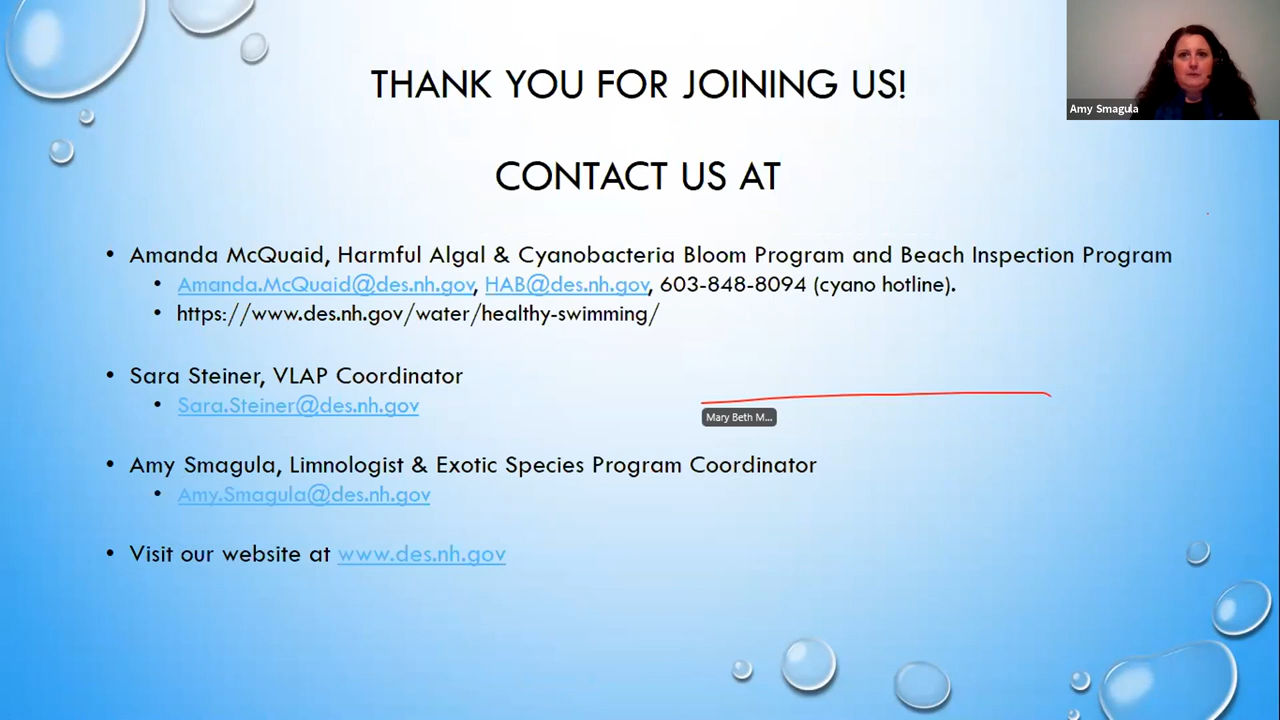 THANK YOU FOR JOINING US!
Amy Smagula
CONTACT US AT
• Amanda McQuaid, Harmful Algal & Cyanobacteria Bloom Program and Beach Inspection Program
• Amanda.McQuaid@des.nh.gov, HAB@des.nh.gov, 603-848-8094 (cyano hotline).
• https://www.des.nh.gov/water/healthy-swimming/
• Sara Steiner, VLAP Coordinator
• Sara.Steiner@des.nh.gov
Mary Beth M...
• Amy Smagula, Limnologist & Exotic Species Program Coordinator
• Amy.Smagula@des.nh.gov
• Visit our website at www.des.nh.gov